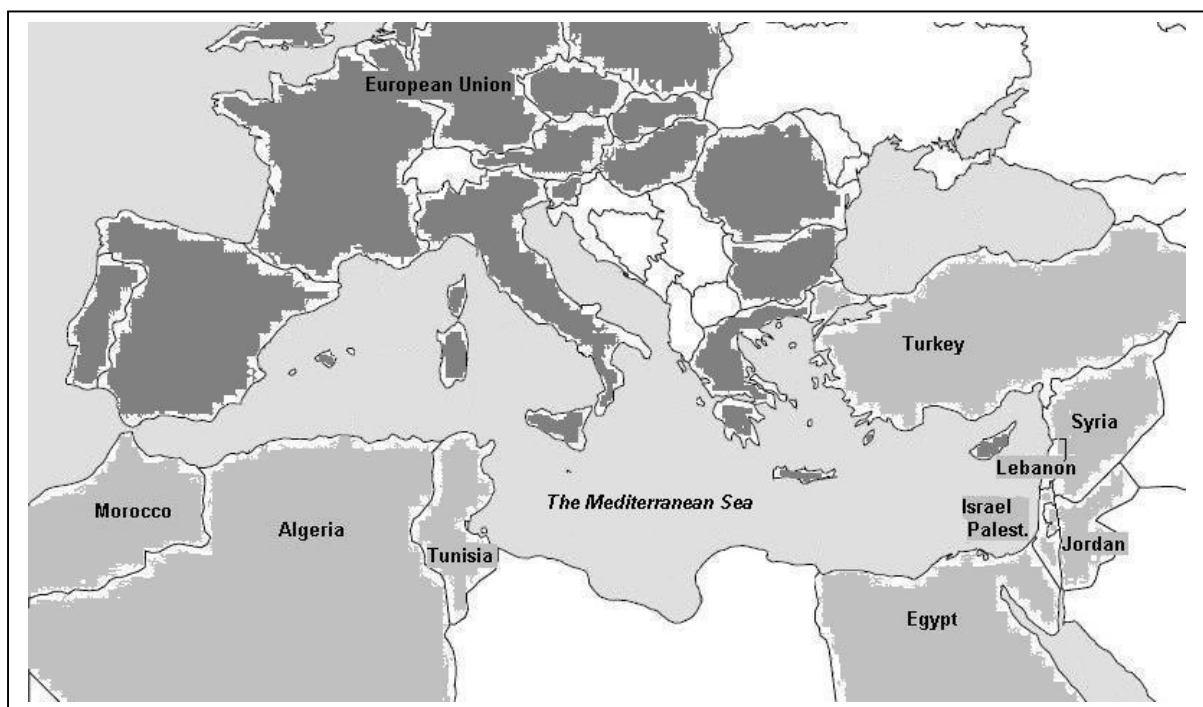 European Union
Turkey
Syria
Lebanon
The Mediterranean Sea
Israel
Palest.
Morocco
Algeria
Tunisia
Jordan
Egypt